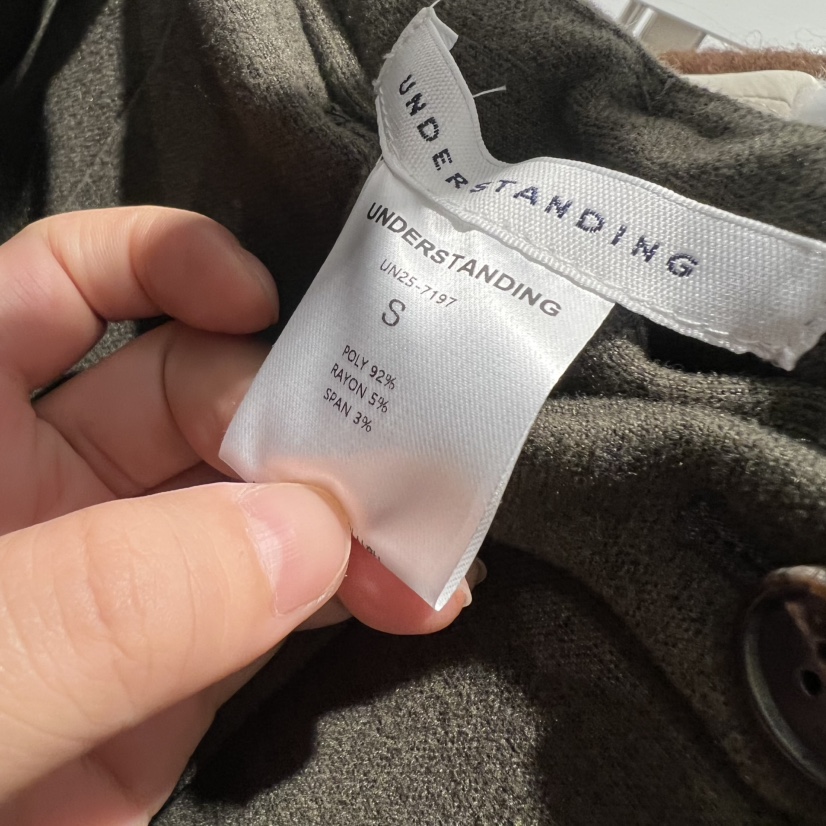 UNDERSTANDING
UNDERSTANDING
UN25-7197
S
POLY 92%
RAYON 5%
SPAN 3%